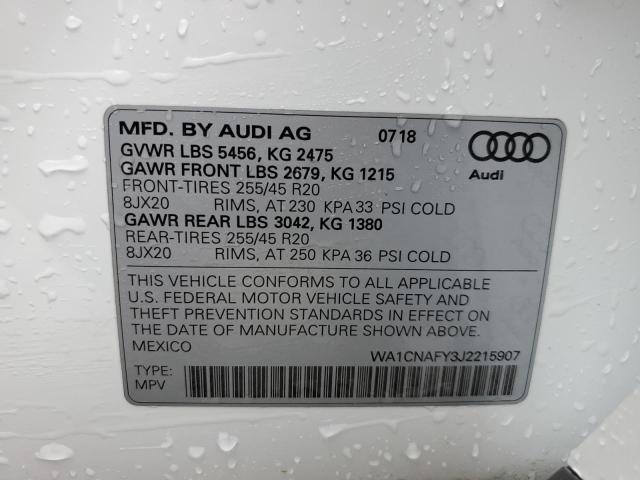 MFD. BY AUDI AG 0718
GVWR LBS 5456, KG 2475
GAWR FRONT LBS 2679, KG 1215
FRONT-TIRES 255/45 R20
8JX20 RIMS, AT 230 KPA 33 PSI COLD
GAWR REAR LBS 3042, KG 1380
REAR-TIRES 255/45 R20
8JX20 RIMS, AT 250 KPA 36 PSI COLD
Audi
THIS VEHICLE CONFORMS TO ALL APPLICABLE
U.S. FEDERAL MOTOR VEHICLE SAFETY AND
THEFT PREVENTION STANDARDS IN EFFECT ON
THE DATE OF MANUFACTURE SHOWN ABOVE.
MEXICO WA1CNAFY3J2215907
TYPE:
MPV